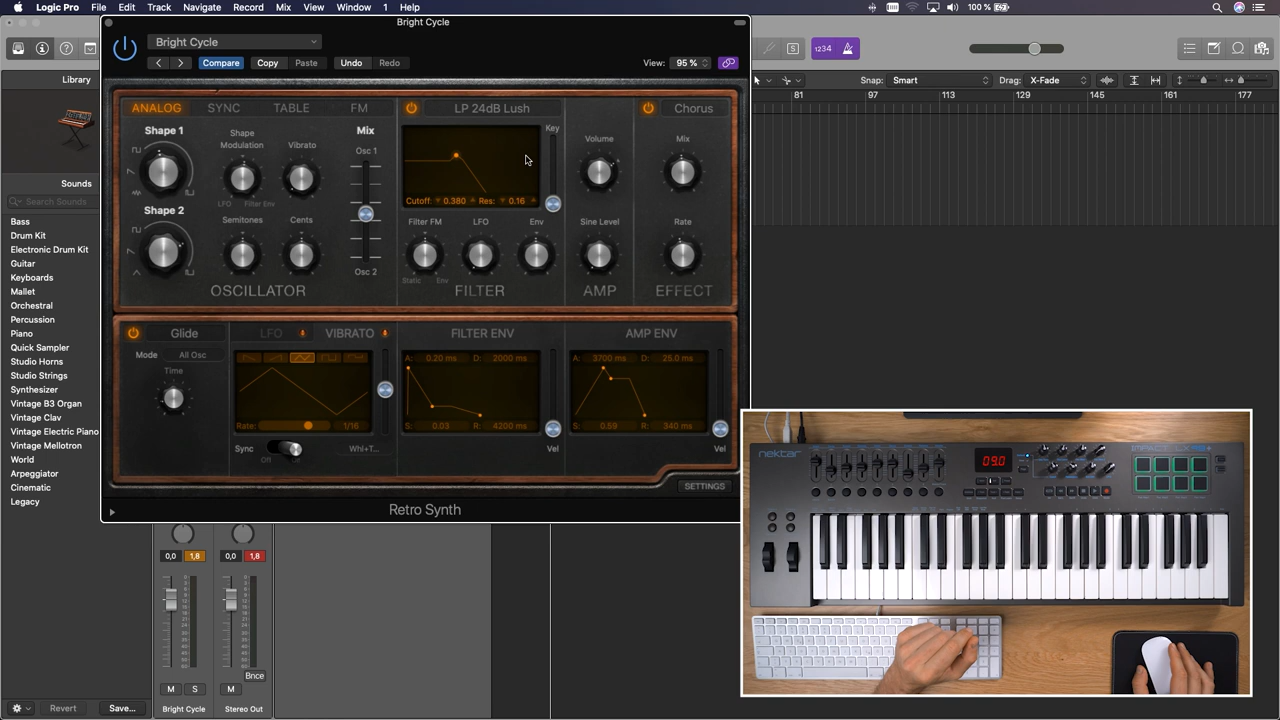 Logic Pro File Edit Track Navigate Record Mix View Window 1 Help 100 %
Bright Cycle
Bright Cycle
Compare Copy Paste Undo Redo View: 95 %
1234
Library
Snap: Smart Drag: X-Fade
81 97 113 129 145 161 177
Sounds
Search Sounds
Bass
Drum Kit
Electronic Drum Kit
Guitar
Keyboards
Mallet
Orchestral
Percussion
Piano
Quick Sampler
Studio Horns
Studio Strings
Synthesizer
Vintage B3 Organ
Vintage Clav
Vintage Electric Piano
Vintage Mellotron
World
Arpeggiator
Cinematic
Legacy
ANALOG SYNC TABLE FM
LP 24dB Lush
Chorus
Shape 1
Shape Modulation
Vibrato
Mix
Osc 1
Key
Volume
Mix
LFO Filter Env
Cutoff: 0.380 Res: 0.16
Shape 2
Semitones
Cents
Filter FM
LFO
Env
Sine Level
Rate
Osc 2
Static Env
OSCILLATOR
FILTER
AMP
EFFECT
Glide
LFO
VIBRATO
FILTER ENV
AMP ENV
Mode All Osc
A: 0.20 ms D: 2000 ms
A: 3700 ms D: 25.0 ms
Time
Rate: 1/16
S: 0.03 R: 4200 ms
S: 0.59 R: 340 ms
Sync
Off
Whl+T...
Vel
Vel
SETTINGS
Retro Synth
0,0 1,8 0,0 1,8
Bnce
M S M
Revert Save... Bright Cycle Stereo Out
nektar
09.0